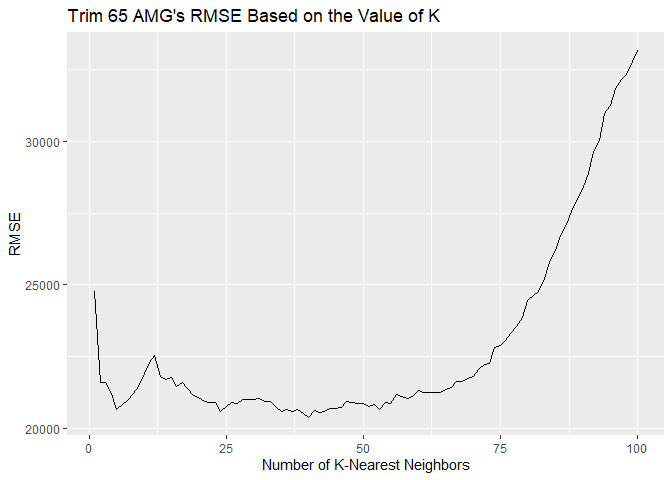 Trim 65 AMG's RMSE Based on the Value of K
30000
25000
20000
RMSE
0 25 50 75 100
Number of K-Nearest Neighbors